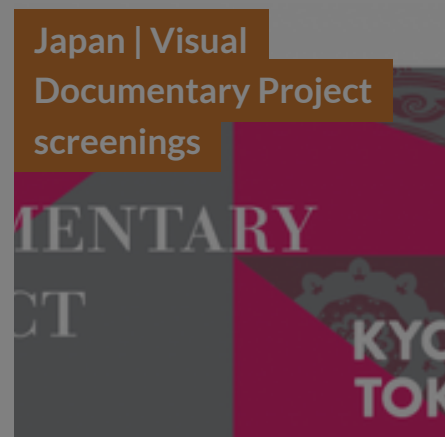 Japan | Visual
Documentary Project
screenings
MENTARY
CT
KYO
TOK